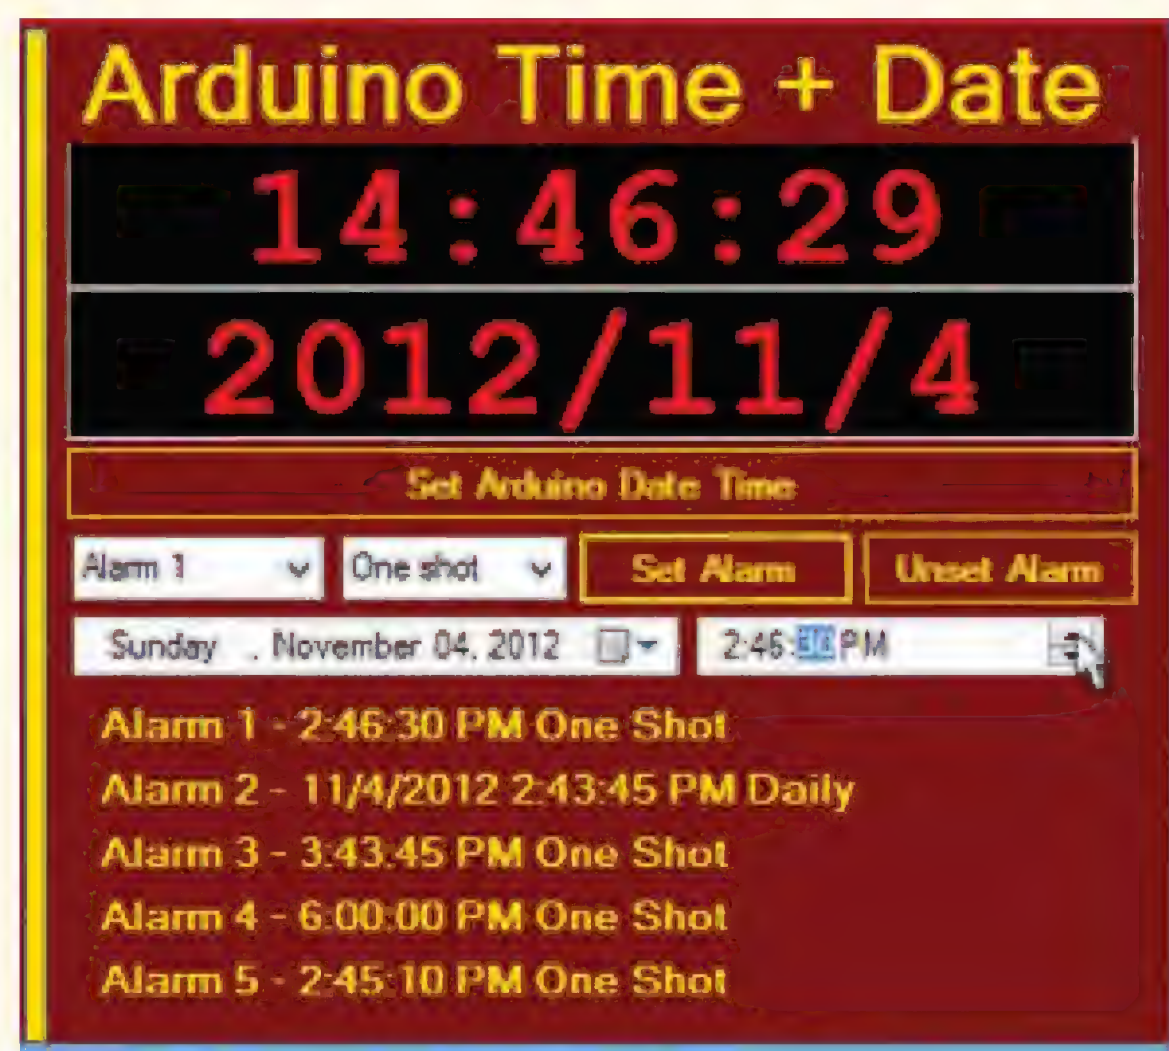 Arduino Time + Date
14:46:29
2012/11/4
Set Arduino Date Time
Alarm 1 One shot Set Alarm Unset Alarm
Sunday , November 04, 2012 2:46: PM
Alarm 1 - 2:46:30 PM One Shot
Alarm 2 - 11/4/2012 2:43:45 PM Daily
Alarm 3 - 3:43:45 PM One Shot
Alarm 4 - 6:00:00 PM One Shot
Alarm 5 - 2:45:10 PM One Shot